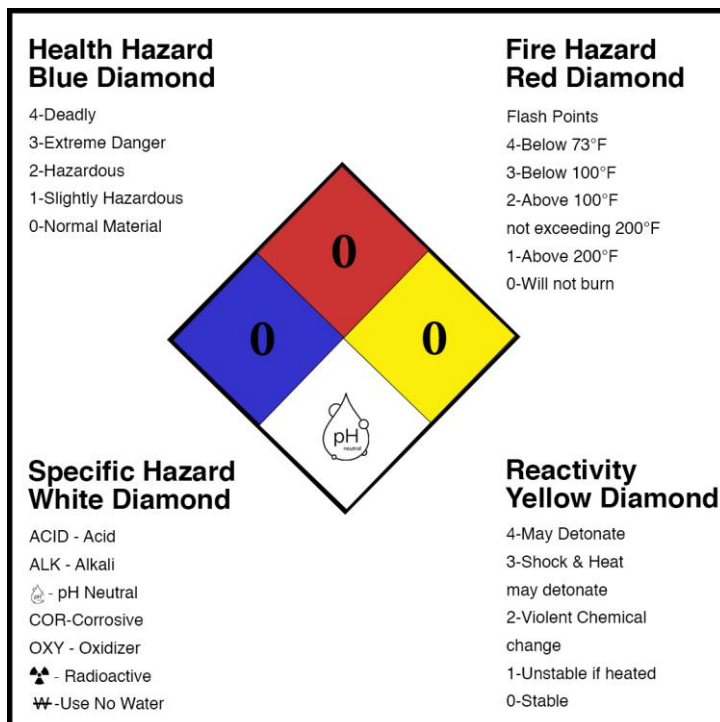 Health Hazard
Blue Diamond
4-Deadly
3-Extreme Danger
2-Hazardous
1-Slightly Hazardous
0-Normal Material
Fire Hazard
Red Diamond
Flash Points
4-Below 73°F
3-Below 100°F
2-Above 100°F
not exceeding 200°F
1-Above 200°F
0-Will not burn
0
0
0
pH
neutral
Specific Hazard
White Diamond
ACID - Acid
ALK - Alkali
pH - pH Neutral
COR-Corrosive
OXY - Oxidizer
- Radioactive
W-Use No Water
Reactivity
Yellow Diamond
4-May Detonate
3-Shock & Heat
may detonate
2-Violent Chemical
change
1-Unstable if heated
0-Stable